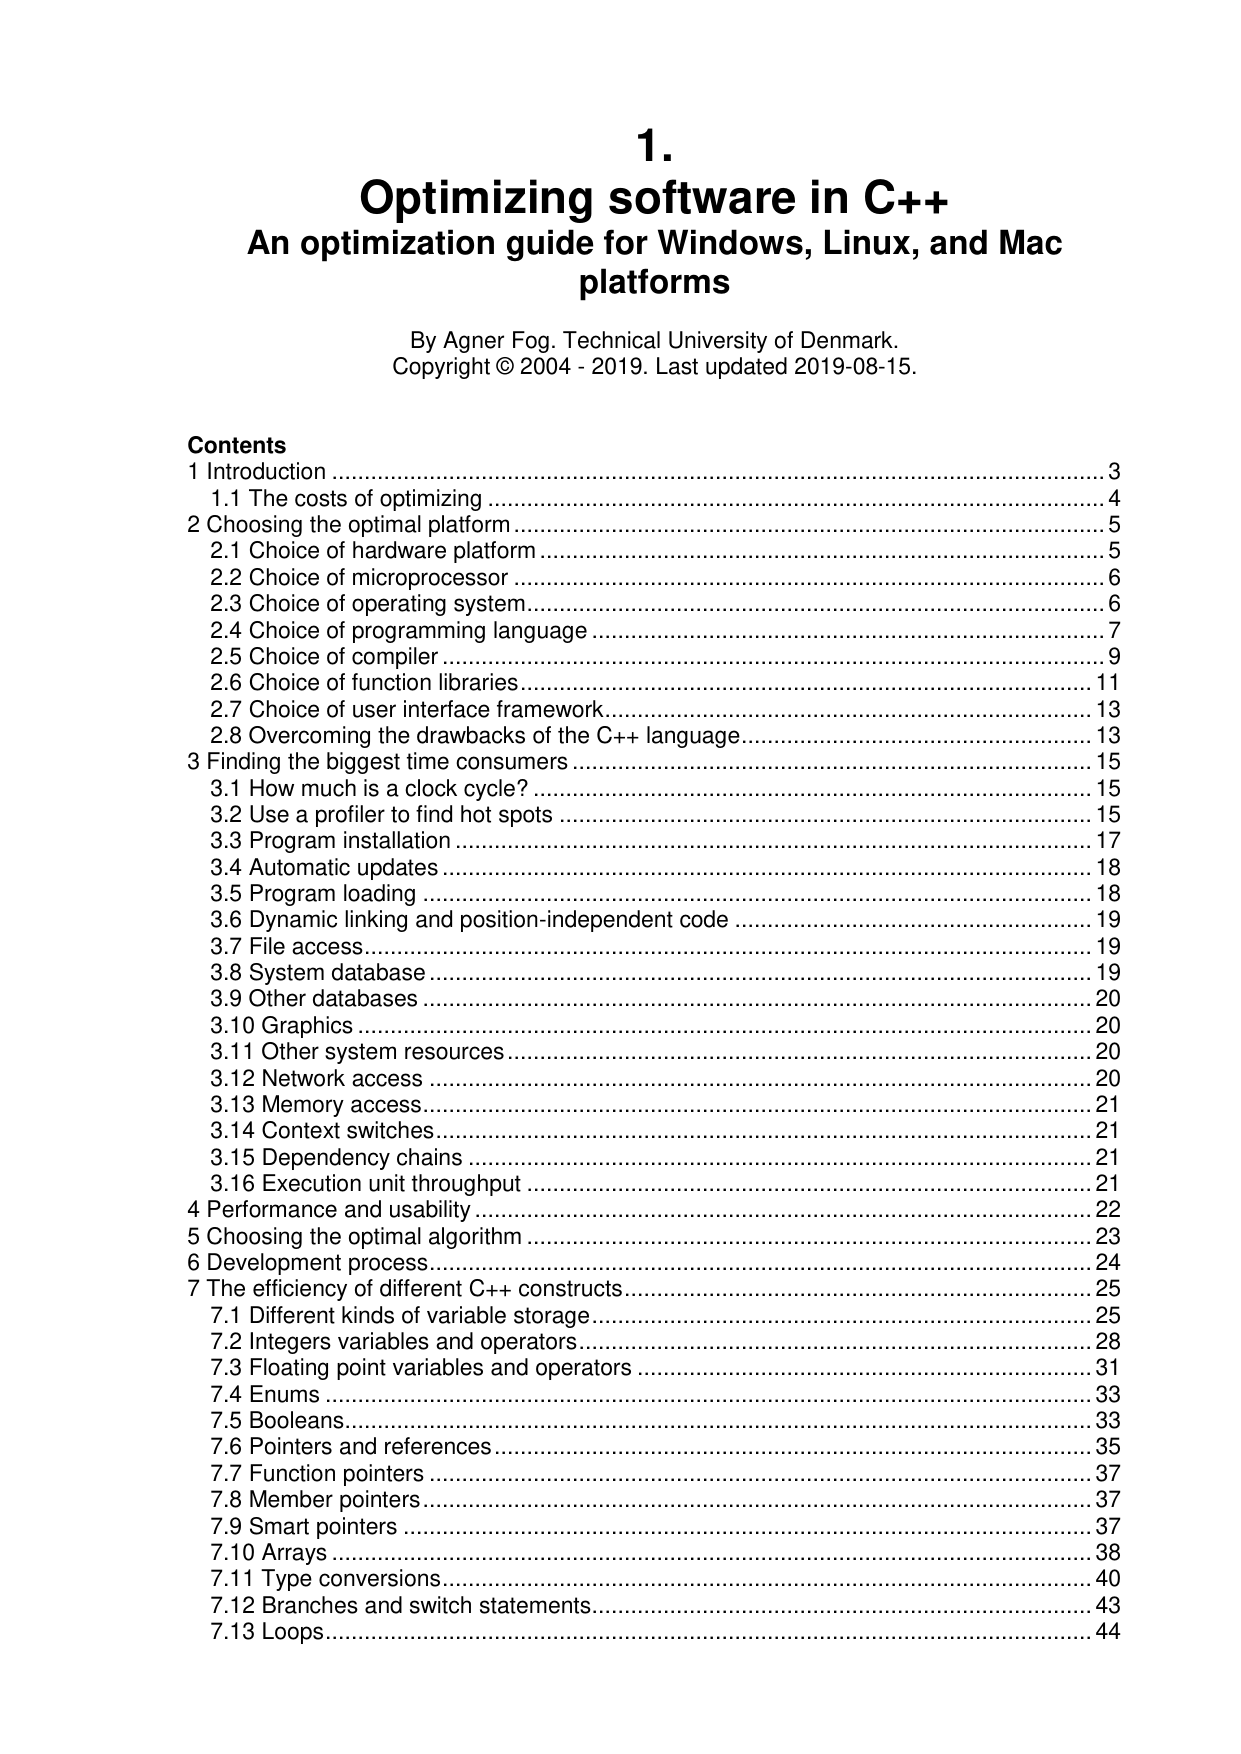 1.
Optimizing software in C++
An optimization guide for Windows, Linux, and Mac
platforms
By Agner Fog. Technical University of Denmark.
Copyright © 2004 - 2019. Last updated 2019-08-15.
Contents
1 Introduction ....................................................................................................................... 3
1.1 The costs of optimizing ............................................................................................... 4
2 Choosing the optimal platform ........................................................................................... 5
2.1 Choice of hardware platform ....................................................................................... 5
2.2 Choice of microprocessor ........................................................................................... 6
2.3 Choice of operating system ......................................................................................... 6
2.4 Choice of programming language ............................................................................... 7
2.5 Choice of compiler ...................................................................................................... 9
2.6 Choice of function libraries ........................................................................................ 11
2.7 Choice of user interface framework ........................................................................... 13
2.8 Overcoming the drawbacks of the C++ language ...................................................... 13
3 Finding the biggest time consumers ................................................................................ 15
3.1 How much is a clock cycle? ...................................................................................... 15
3.2 Use a profiler to find hot spots .................................................................................. 15
3.3 Program installation .................................................................................................. 17
3.4 Automatic updates .................................................................................................... 18
3.5 Program loading ....................................................................................................... 18
3.6 Dynamic linking and position-independent code ....................................................... 19
3.7 File access ................................................................................................................ 19
3.8 System database ...................................................................................................... 19
3.9 Other databases ....................................................................................................... 20
3.10 Graphics ................................................................................................................. 20
3.11 Other system resources .......................................................................................... 20
3.12 Network access ...................................................................................................... 20
3.13 Memory access ....................................................................................................... 21
3.14 Context switches ..................................................................................................... 21
3.15 Dependency chains ................................................................................................ 21
3.16 Execution unit throughput ....................................................................................... 21
4 Performance and usability ............................................................................................... 22
5 Choosing the optimal algorithm ....................................................................................... 23
6 Development process ...................................................................................................... 24
7 The efficiency of different C++ constructs ........................................................................ 25
7.1 Different kinds of variable storage ............................................................................. 25
7.2 Integers variables and operators ............................................................................... 28
7.3 Floating point variables and operators ...................................................................... 31
7.4 Enums ...................................................................................................................... 33
7.5 Booleans ................................................................................................................... 33
7.6 Pointers and references ............................................................................................ 35
7.7 Function pointers ...................................................................................................... 37
7.8 Member pointers ....................................................................................................... 37
7.9 Smart pointers .......................................................................................................... 37
7.10 Arrays ..................................................................................................................... 38
7.11 Type conversions .................................................................................................... 40
7.12 Branches and switch statements ............................................................................. 43
7.13 Loops ...................................................................................................................... 44